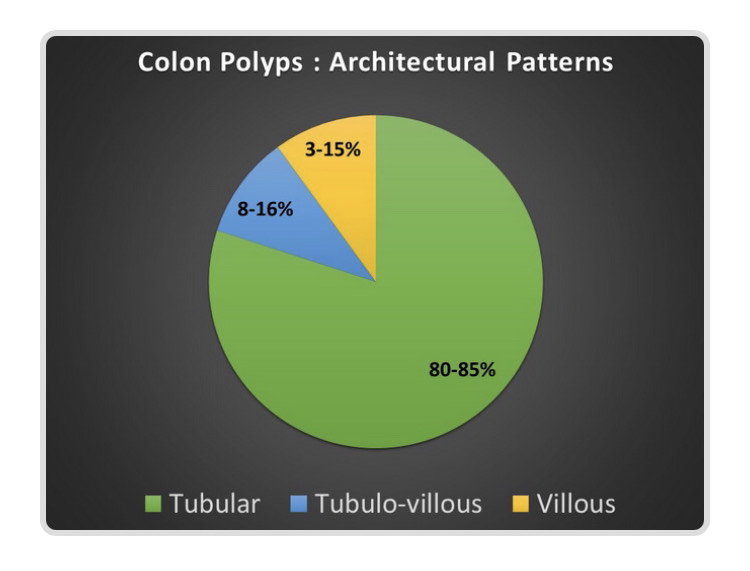 Colon Polyps : Architectural Patterns
3-15%
8-16%
80-85%
Tubular Tubulo-villous Villous